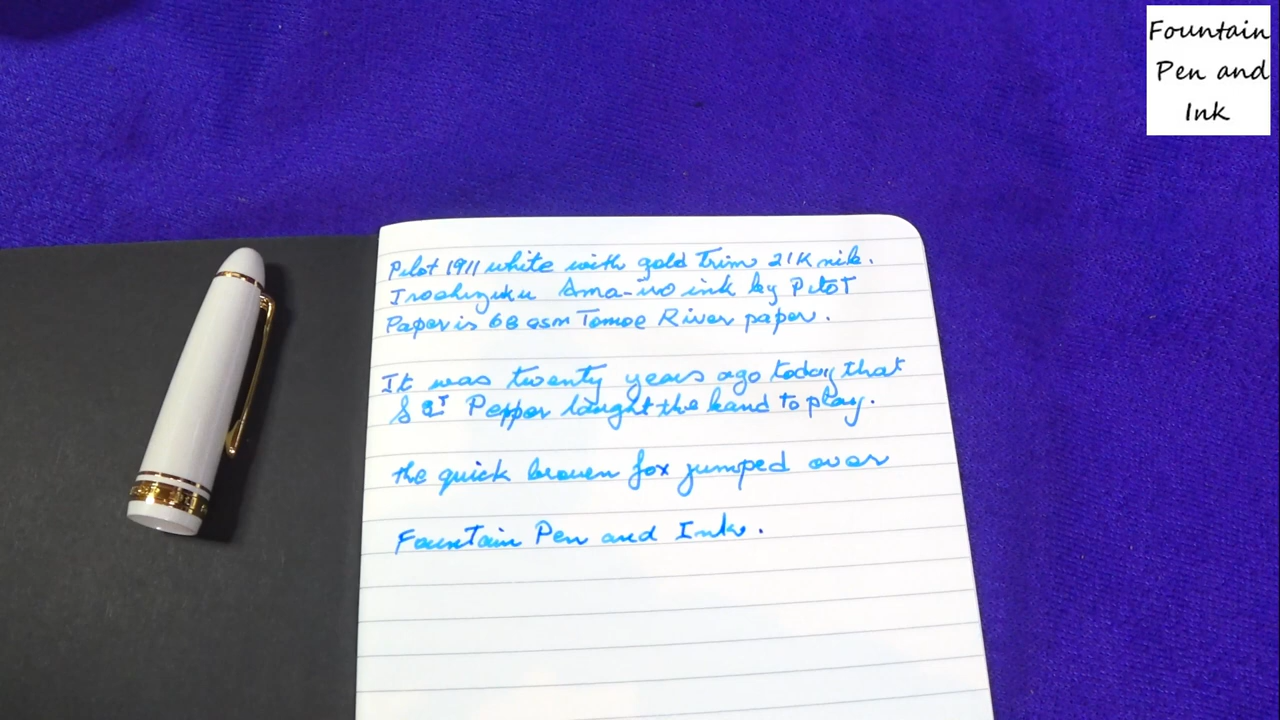 Fountain
Pen and
Ink
Pilot 1911 white with gold Trim 21K nib.
Iroshizuku Ama-iro ink by Pilot
Paper is 68 gsm Tomoe River paper.
It was twenty years ago today that
SGT Pepper taught the band to play.
the quick brown fox jumped over
Fountain Pen and Ink.